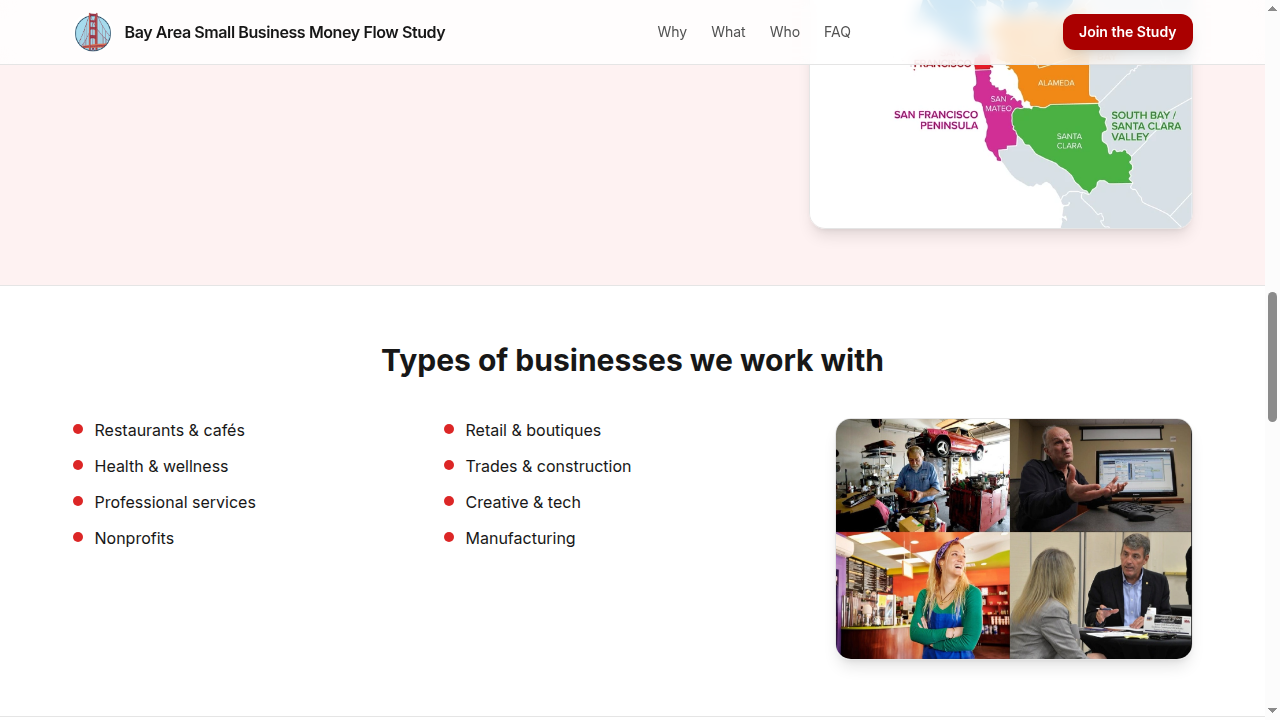 Bay Area Small Business Money Flow Study
Why
What
Who
FAQ
Join the Study
FRANCISCO
ALAMEDA
SAN
MATEO
SAN FRANCISCO
PENINSULA
SOUTH BAY /
SANTA CLARA
VALLEY
SANTA
CLARA
Types of businesses we work with
Restaurants & cafés
Health & wellness
Professional services
Nonprofits
Retail & boutiques
Trades & construction
Creative & tech
Manufacturing